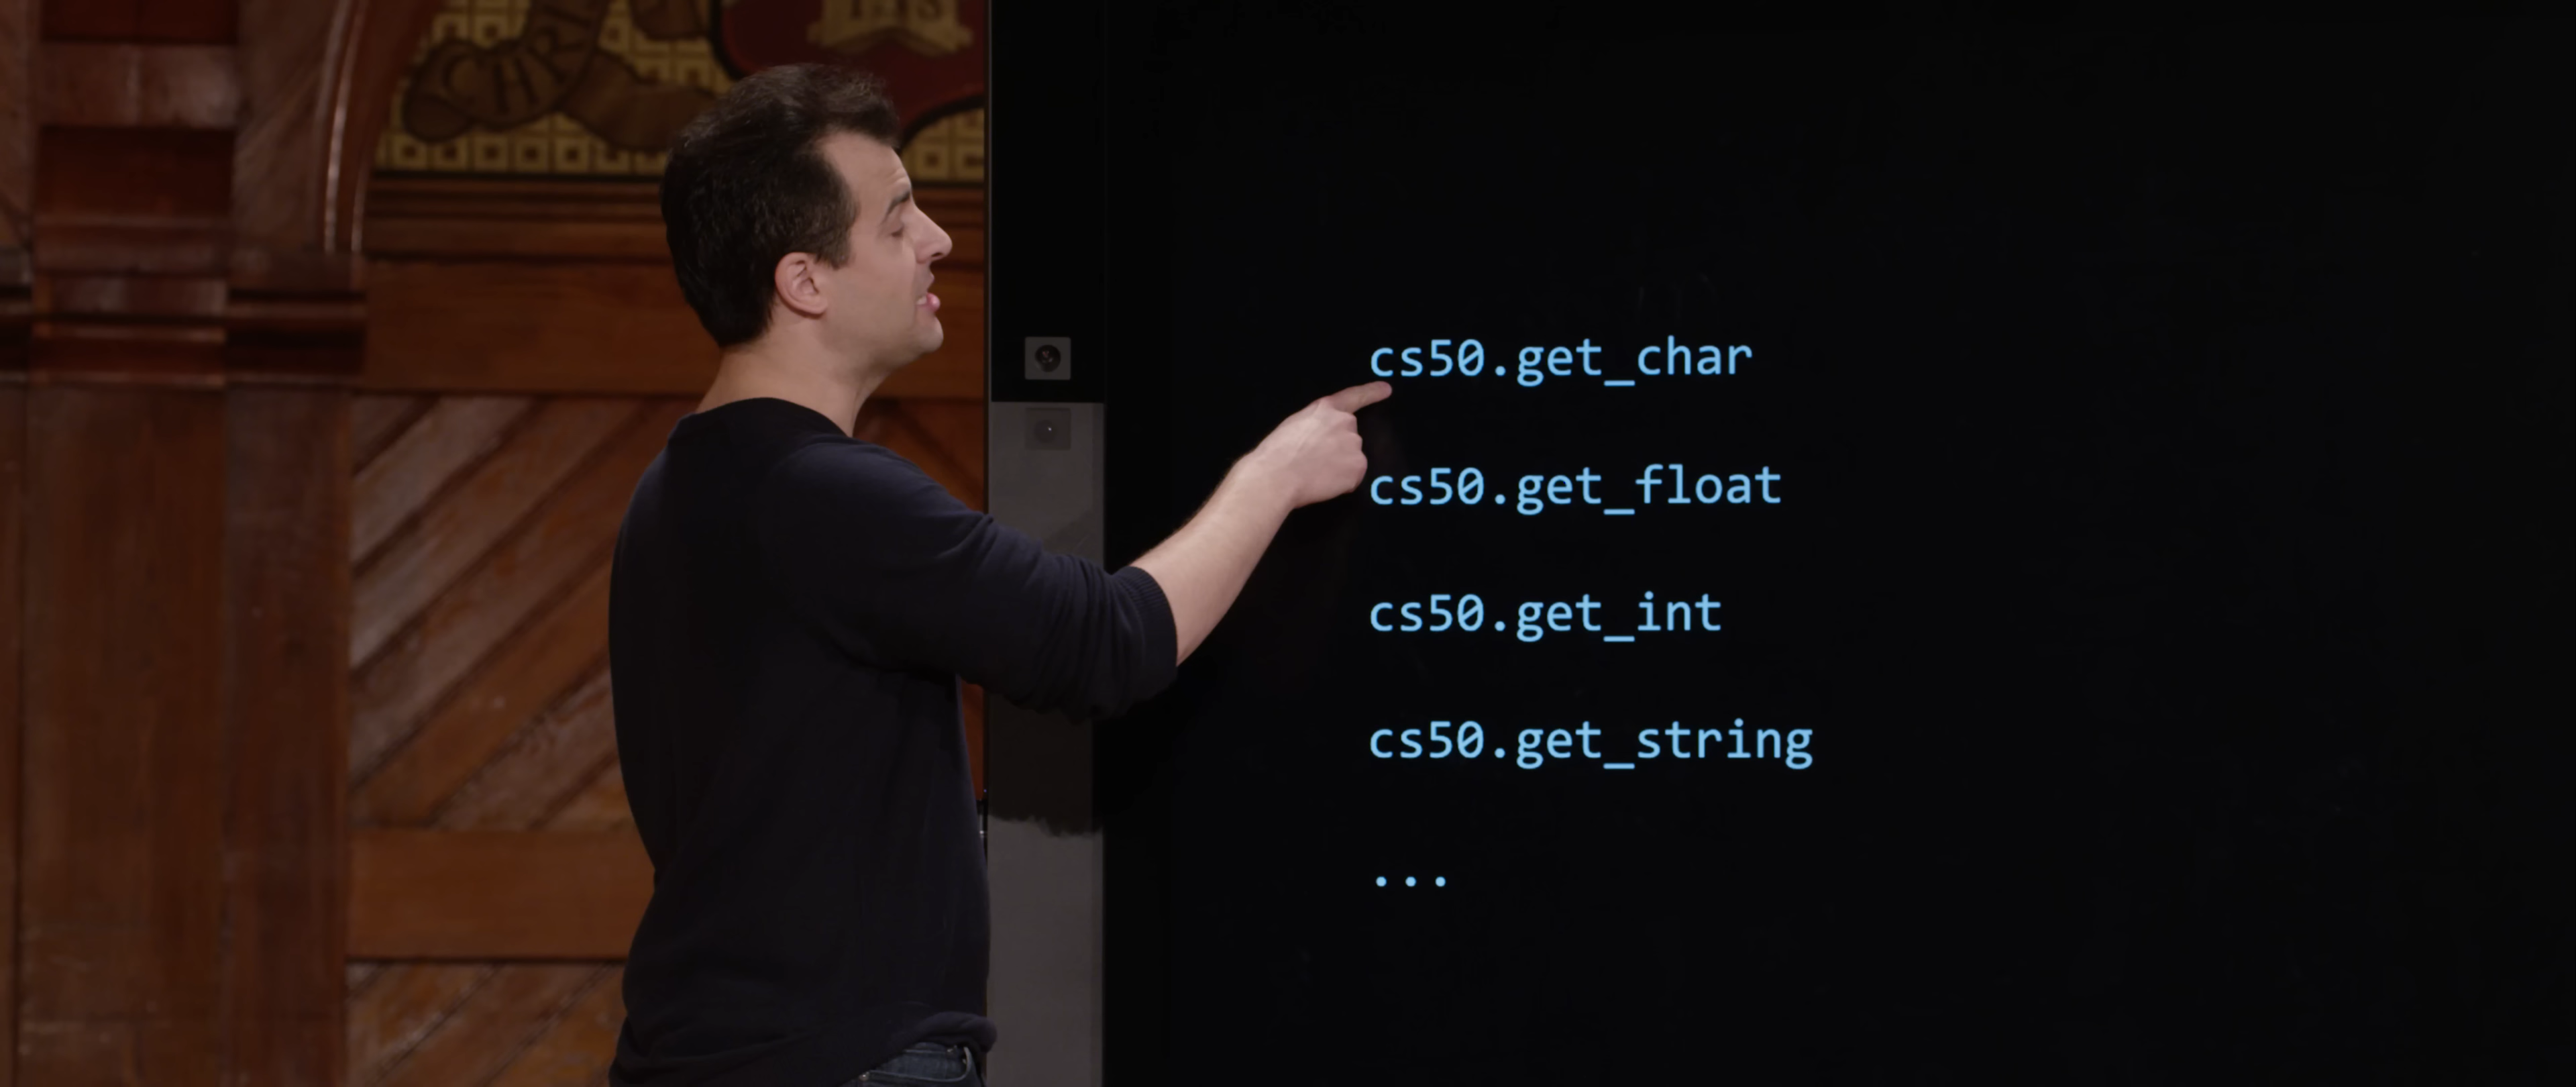 cs50.get_char
cs50.get_float
cs50.get_int
cs50.get_string
...